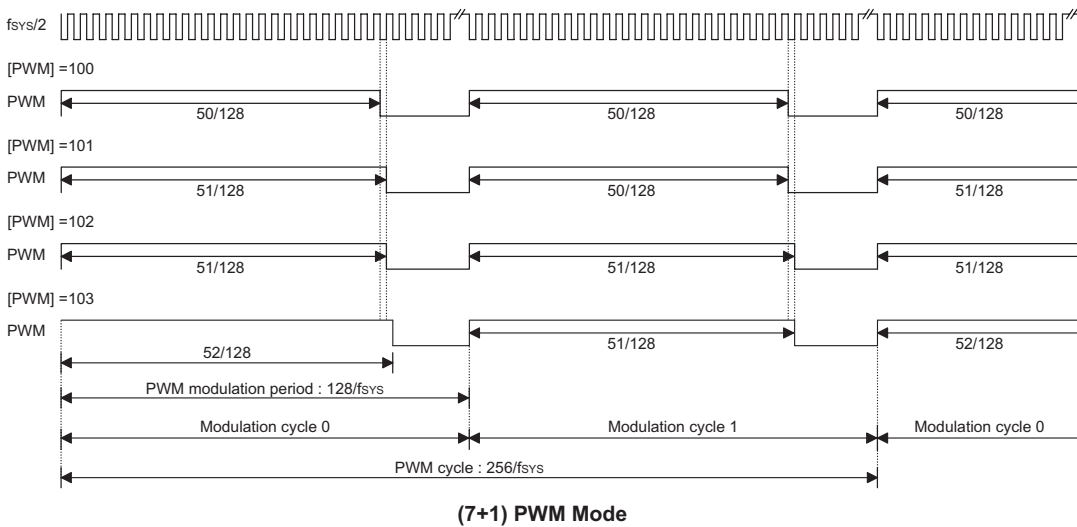 fSYS/2
[PWM] =100
PWM
50/128 50/128 50/128
[PWM] =101
PWM
51/128 50/128 51/128
[PWM] =102
PWM
51/128 51/128 51/128
[PWM] =103
PWM
52/128 51/128 52/128
PWM modulation period : 128/fSYS
Modulation cycle 0 Modulation cycle 1 Modulation cycle 0
PWM cycle : 256/fSYS
(7+1) PWM Mode